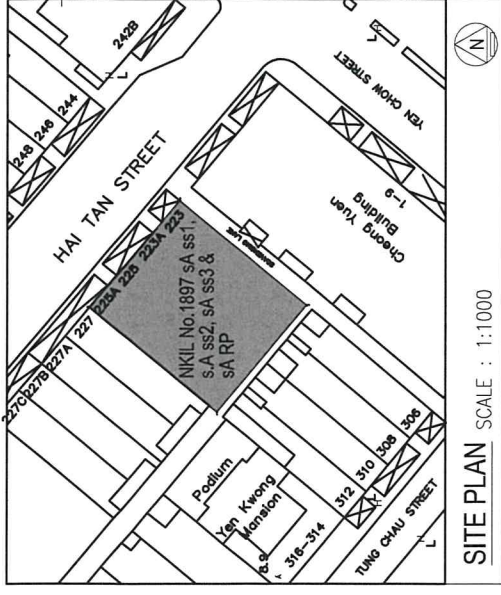 242B
248
246
244
HAI TAN STREET
YEN CHOW STREET
227C
227B
227A
227
225A
225
223A
223
NKIL No.1897 sA ss1,
s.A ss2, sA ss3 &
sA RP
Cheong Yuen
Building
1-9
Podium
Yen Kwong
Mansion
8.9
316-314
312
310
308
306
TUNG CHAU STREET
SITE PLAN SCALE : 1:1000
N